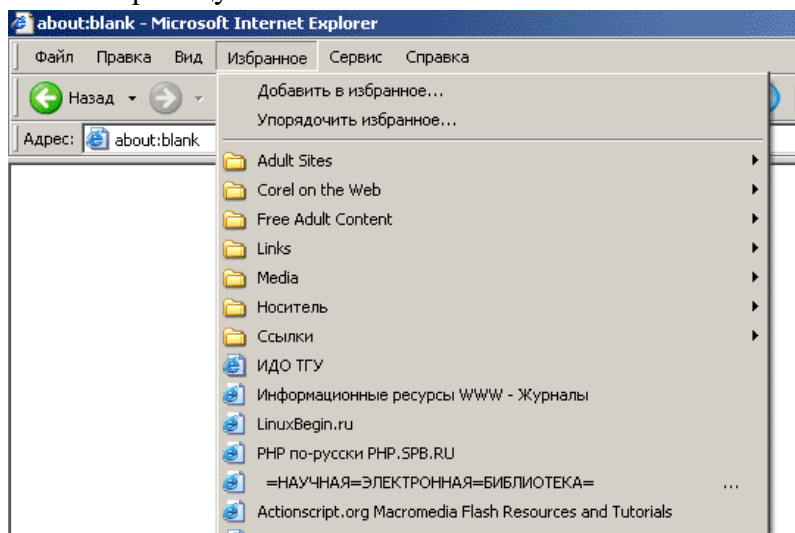 about:blank - Microsoft Internet Explorer
Файл Правка Вид Избранное Сервис Справка
Назад
Добавить в избранное...
Упорядочить избранное...
Адрес: about:blank
Adult Sites
Corel on the Web
Free Adult Content
Links
Media
Носитель
Ссылки
ИДО ТГУ
Информационные ресурсы WWW - Журналы
LinuxBegin.ru
PHP по-русски PHP.SPB.RU
=НАУЧНАЯ=ЭЛЕКТРОННАЯ=БИБЛИОТЕКА= ...
Actionscript.org Macromedia Flash Resources and Tutorials